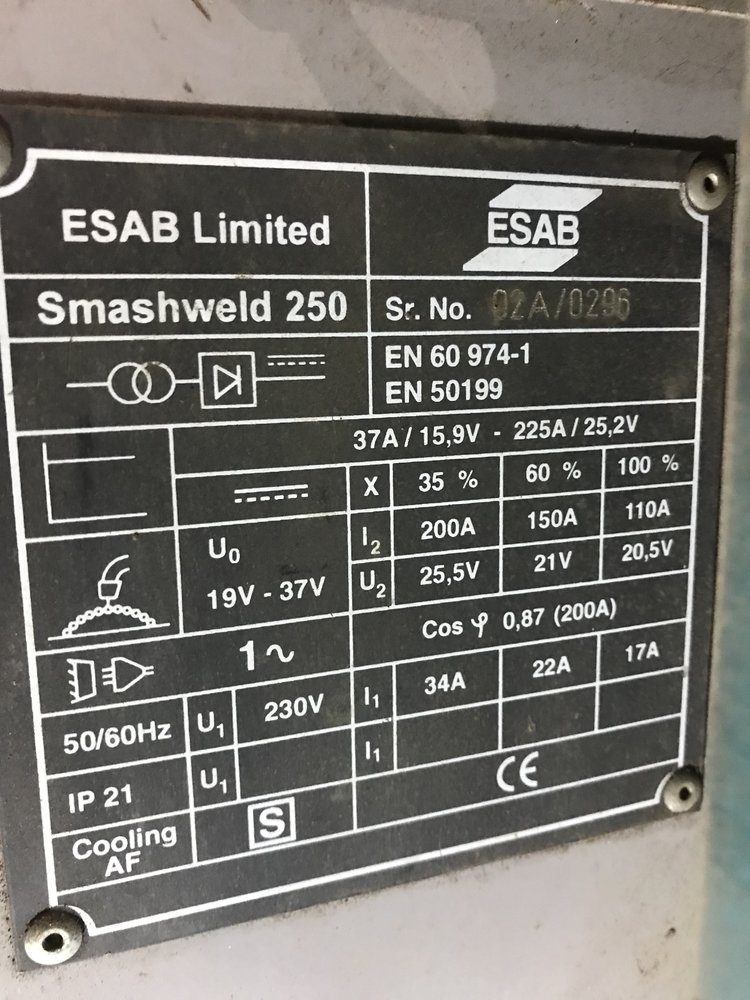 ESAB Limited
ESAB
Smashweld 250
Sr. No. 02A/0296
EN 60 974-1
EN 50199
37A / 15,9V - 225A / 25,2V
X 35 % 60 % 100 %
U0
19V - 37V
I2 200A 150A 110A
U2 25,5V 21V 20,5V
1~
Cos φ 0,87 (200A)
50/60Hz U1 230V I1 34A 22A 17A
IP 21 U1 I1
Cooling
AF
S
CE